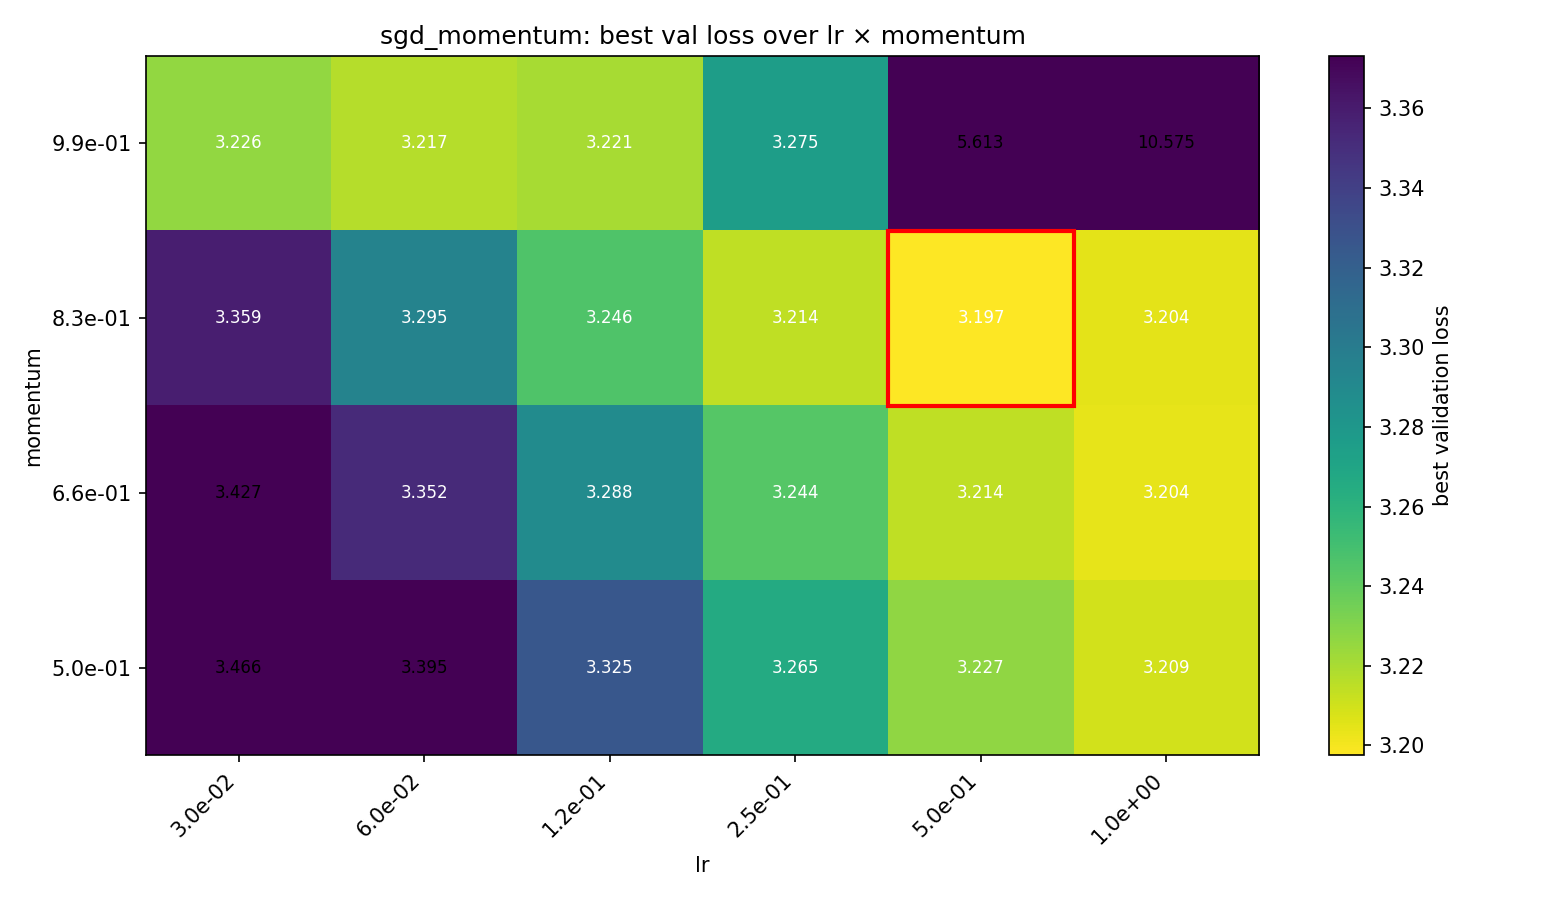 sgd_momentum: best val loss over lr × momentum
momentum
9.9e-01
3.226 3.217 3.221 3.275 5.613 10.575
8.3e-01
3.359 3.295 3.246 3.214 3.197 3.204
6.6e-01
3.427 3.352 3.288 3.244 3.214 3.204
5.0e-01
3.466 3.395 3.325 3.265 3.227 3.209
3.0e-02 6.0e-02 1.2e-01 2.5e-01 5.0e-01 1.0e+00
lr
3.36
3.34
3.32
3.30
3.28
3.26
3.24
3.22
3.20
best validation loss